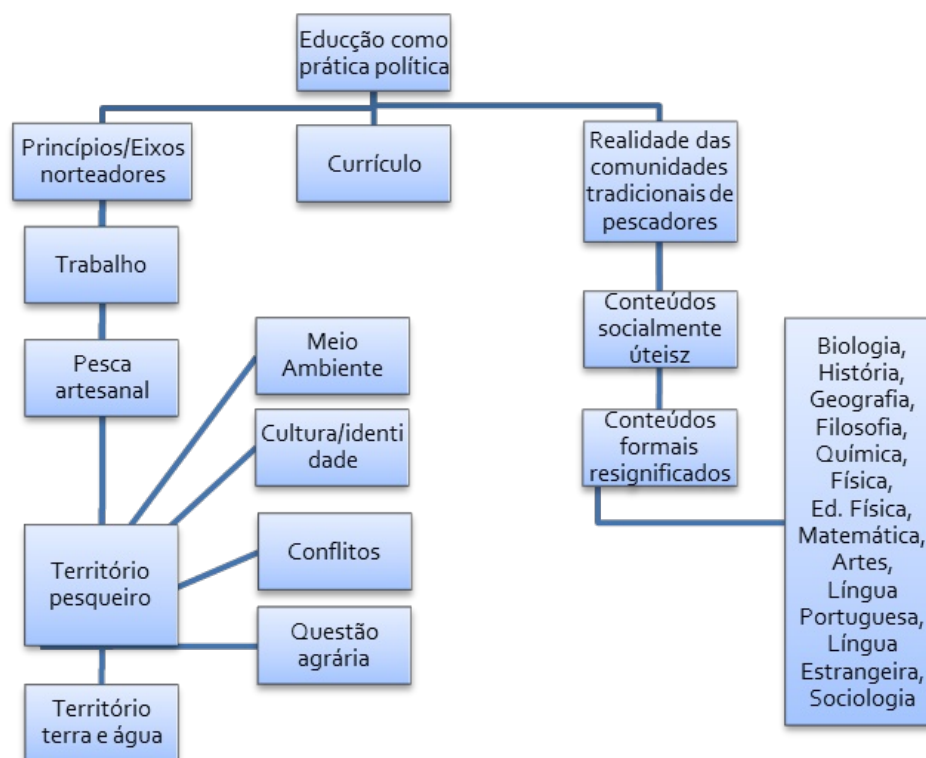 Educção como
prática política
Princípios/Eixos
norteadores
Currículo
Realidade das
comunidades
tradicionais de
pescadores
Trabalho
Pesca
artesanal
Território
pesqueiro
Meio
Ambiente
Cultura/identi
dade
Conflitos
Questão
agrária
Território
terra e água
Conteúdos
socialmente
úteisz
Conteúdos
formais
resignificados
Biologia,
História,
Geografia,
Filosofia,
Química,
Física,
Ed. Física,
Matemática,
Artes,
Língua
Portuguesa,
Língua
Estrangeira,
Sociologia